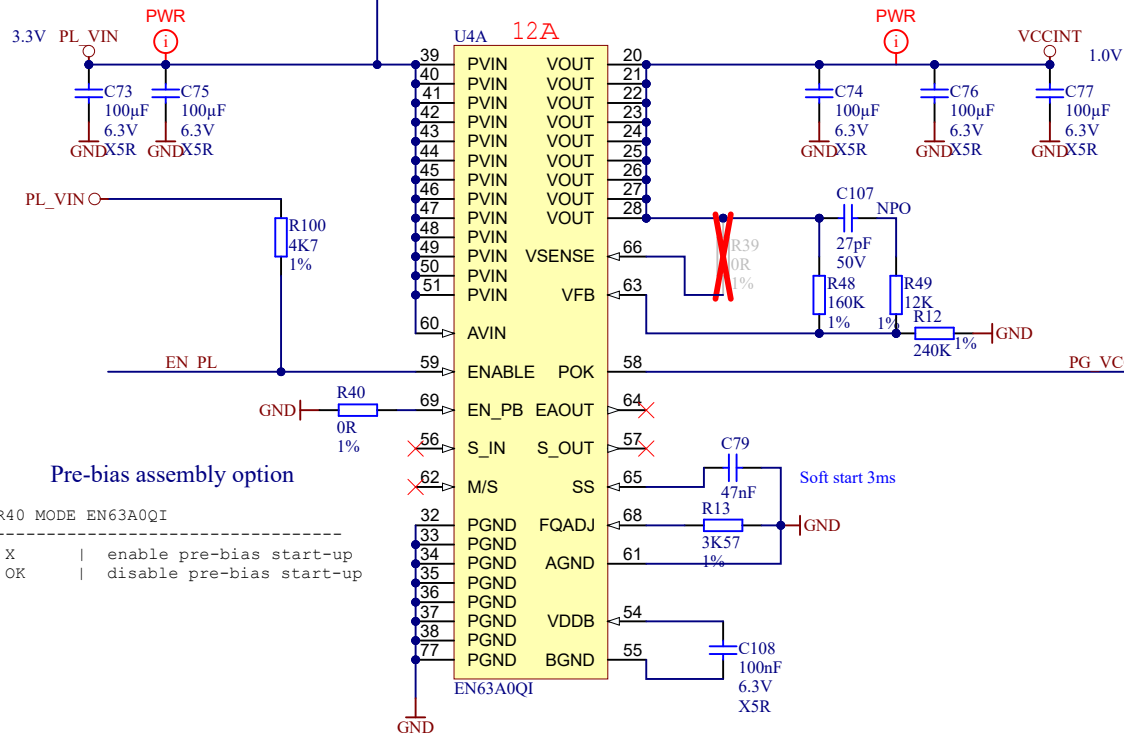 PWR
12A
PWR
U4A
3.3V PL_VIN
VCCINT 1.0V
39 PVIN VOUT 20
40 PVIN VOUT 21
41 PVIN VOUT 22
42 PVIN VOUT 23
43 PVIN VOUT 24
44 PVIN VOUT 25
45 PVIN VOUT 26
46 PVIN VOUT 27
47 PVIN VOUT 28
48 PVIN
49 PVIN VSENSE 66
50 PVIN
51 PVIN VFB 63
60 AVIN
59 ENABLE POK 58
69 EN_PB EAOUT 64
56 S_IN S_OUT 57
62 M/S SS 65
32 PGND FQADJ 68
33 PGND
34 PGND AGND 61
35 PGND
36 PGND
37 PGND VDDB 54
38 PGND
77 PGND BGND 55
EN63A0QI
GND
C73
100µF
6.3V
X5R
GND
C75
100µF
6.3V
X5R
GND
C74
100µF
6.3V
X5R
GND
C76
100µF
6.3V
X5R
GND
C77
100µF
6.3V
X5R
GND
PL_VIN
R100
4K7
1%
EN_PL
GND
R40
0R
1%
R39
0R
1%
C107
NPO
27pF
50V
R48
160K
1%
R49
12K
1%
R12
240K
1%
GND
PG_VC
C79
47nF
Soft start 3ms
R13
3K57
1%
GND
C108
100nF
6.3V
X5R
Pre-bias assembly option
R40 MODE EN63A0QI
-----------------------------------
X | enable pre-bias start-up
OK | disable pre-bias start-up